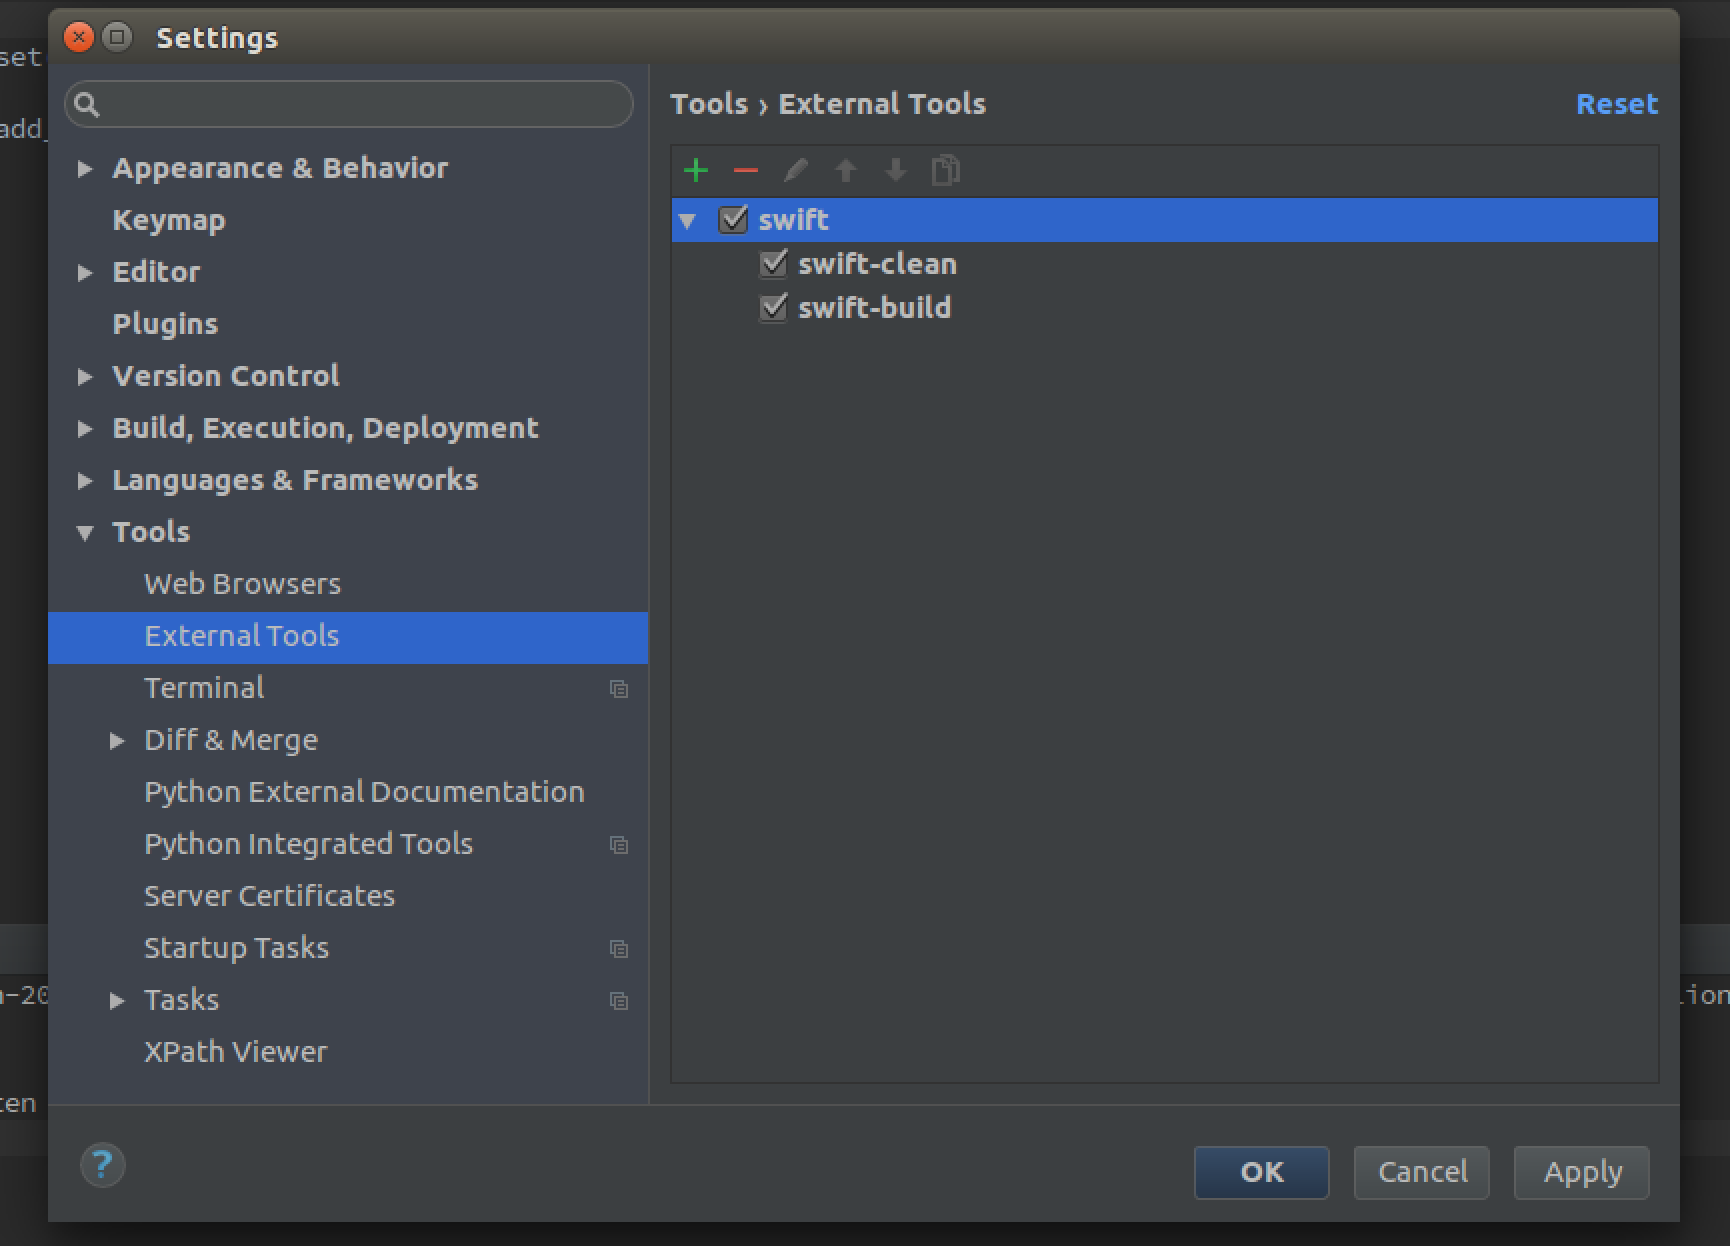 Settings
set
add_
Tools › External Tools
Reset
Appearance & Behavior
Keymap
Editor
Plugins
Version Control
Build, Execution, Deployment
Languages & Frameworks
Tools
Web Browsers
External Tools
Terminal
Diff & Merge
Python External Documentation
Python Integrated Tools
Server Certificates
Startup Tasks
Tasks
XPath Viewer
swift
swift-clean
swift-build
-20
ion
en
?
OK
Cancel
Apply